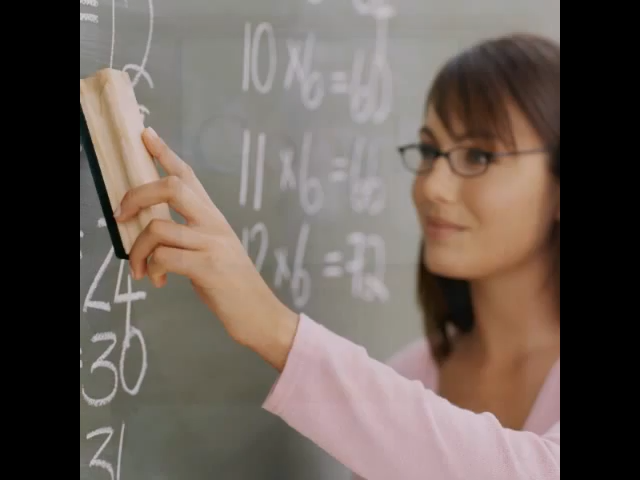 24
30
10 x 6 = 60
11 x 6 = 66
12 x 6 = 72